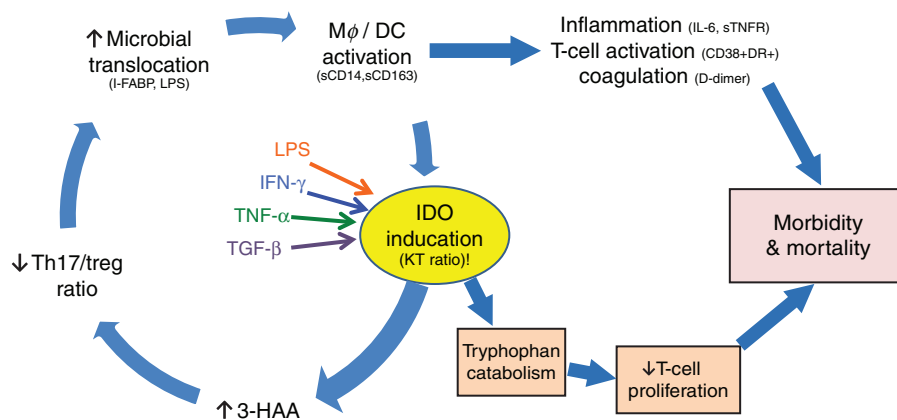 ↑ Microbial
translocation
(I-FABP, LPS)
Mϕ / DC
activation
(sCD14,sCD163)
Inflammation (IL-6, sTNFR)
T-cell activation (CD38+DR+)
coagulation (D-dimer)
LPS
IFN-γ
TNF-α
TGF-β
IDO
inducation
(KT ratio)!
Morbidity
& mortality
↓Th17/treg
ratio
Tryphophan
catabolism
↓T-cell
proliferation
↑ 3-HAA